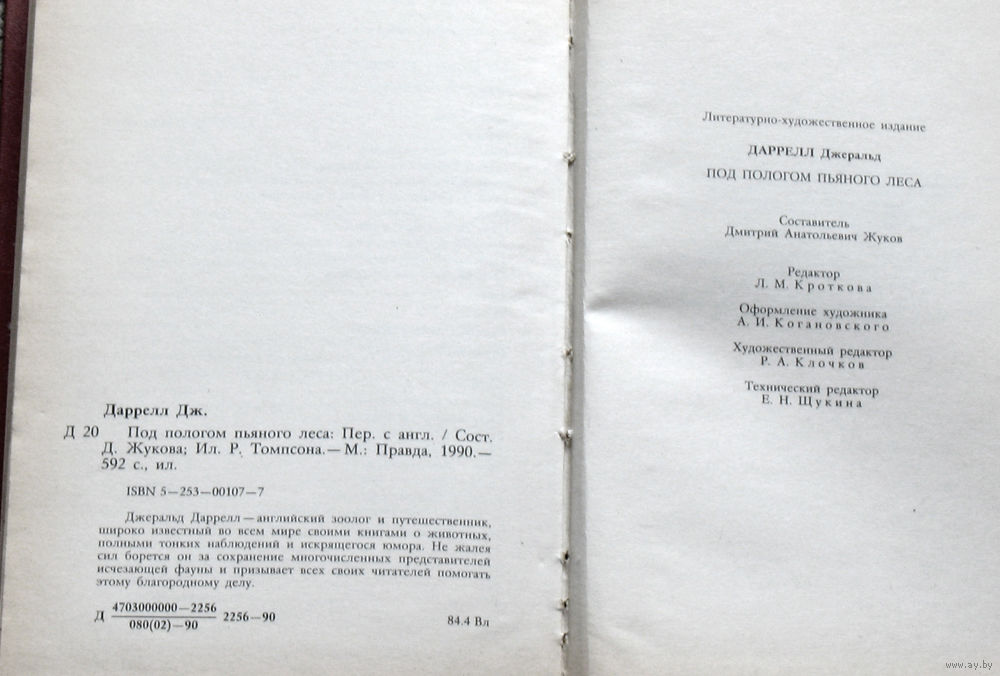 Даррелл Дж.
Д 20 Под пологом пьяного леса: Пер. с англ. / Сост.
Д. Жукова; Ил. Р. Томпсона.— М.: Правда, 1990.—
592 с., ил.
ISBN 5—253—00107—7
Джеральд Даррелл — английский зоолог и путешественник,
широко известный во всем мире своими книгами о животных,
полными тонких наблюдений и искрящегося юмора. Не жалея
сил борется он за сохранение многочисленных представителей
исчезающей фауны и призывает всех своих читателей помогать
этому благородному делу.
Д 4703000000—2256 2256—90
080(02)—90
84.4 Вл
Литературно-художественное издание
ДАРРЕЛЛ Джеральд
ПОД ПОЛОГОМ ПЬЯНОГО ЛЕСА
Составитель
Дмитрий Анатольевич Жуков
Редактор
Л. М. Кроткова
Оформление художника
А. И. Когановского
Художественный редактор
Р. А. Клочков
Технический редактор
Е. Н. Щукина
www.ay.by